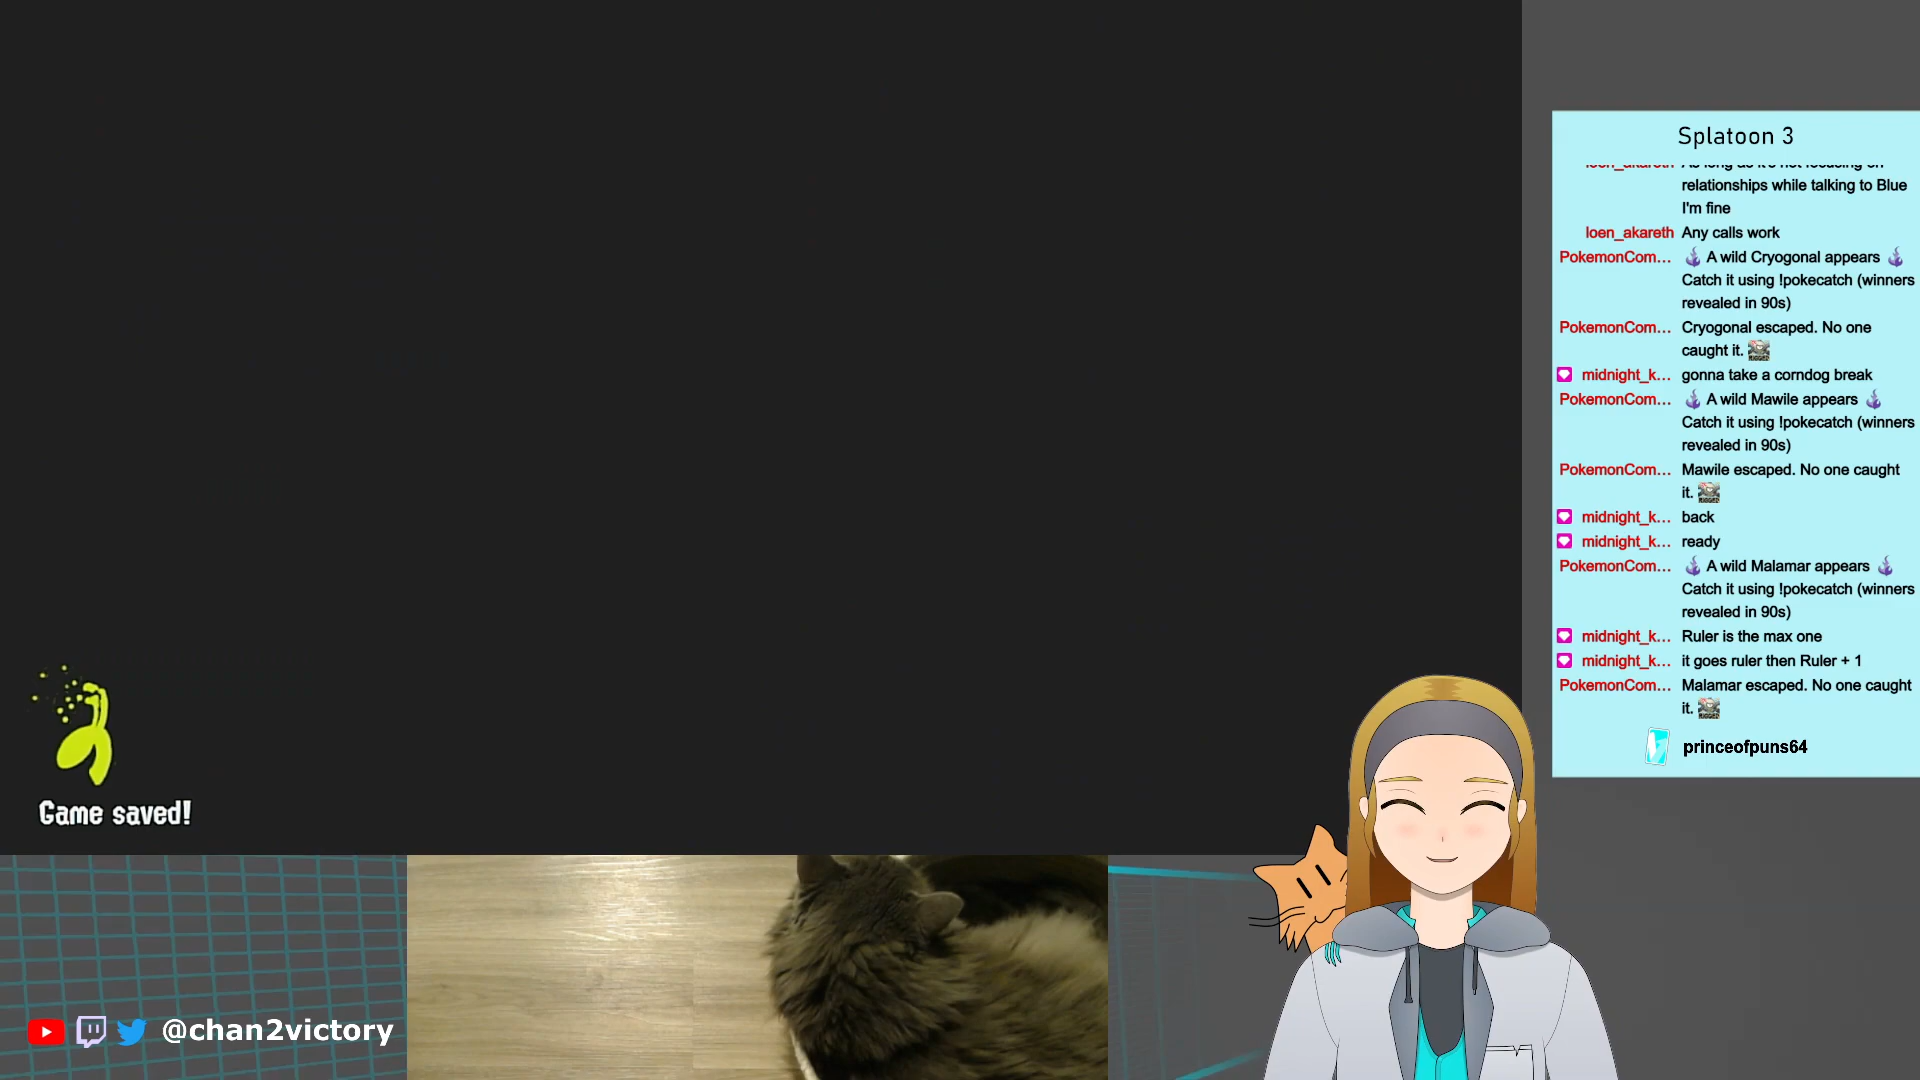 Splatoon 3
relationships while talking to Blue
I'm fine
loen_akareth Any calls work
PokemonCom... A wild Cryogonal appears
Catch it using !pokecatch (winners
revealed in 90s)
PokemonCom... Cryogonal escaped. No one
caught it.
midnight_k... gonna take a corndog break
PokemonCom... A wild Mawile appears
Catch it using !pokecatch (winners
revealed in 90s)
PokemonCom... Mawile escaped. No one caught
it.
midnight_k... back
midnight_k... ready
PokemonCom... A wild Malamar appears
Catch it using !pokecatch (winners
revealed in 90s)
midnight_k... Ruler is the max one
midnight_k... it goes ruler then Ruler + 1
PokemonCom... Malamar escaped. No one caught
it.
princeofpuns64
Game saved!
@chan2victory